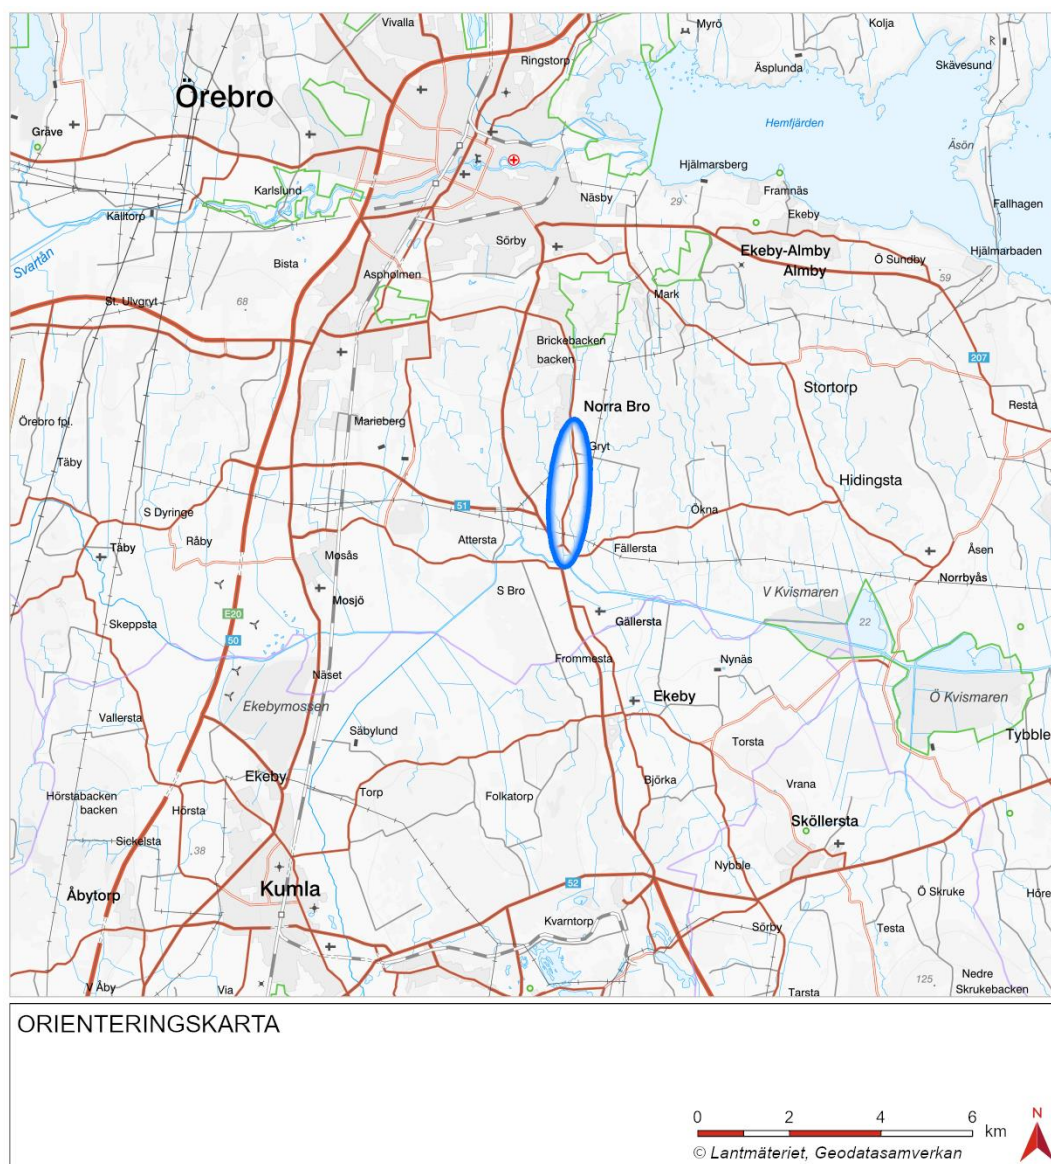 Vivalla
Myrö
Kolja
Ringstorp
Äsplunda
Skävesund
Örebro
Hemfjärden
Gräve
Åsön
Hjälmarsberg
Karlslund
Näsby
29
Framnäs
Fallhagen
Källtorp
Ekeby
Svartån
Sörby
Ekeby-Almby
Hjälmarbaden
Bista
Almby
Ö Sundby
Aspholmen
59
St. Ulvgryt
68
Mark
Brickebacken
backen
207
Stortorp
Norra Bro
Resta
Örebro fpl.
Marieberg
Gryt
Täby
Hidingsta
51
Ökna
S Dyringe
Råby
Attersta
Fällersta
Täby
Mosås
Åsen
Norrbyås
S Bro
V Kvismaren
Mosjö
E20
Gällersta
22
Skeppsta
50
Frommesta
Nynäs
Näset
Ekeby
Ö Kvismaren
Ekebymossen
Vallersta
Säbylund
Torsta
Tybble
Ekeby
Björka
Vrana
Hörstabacken
backen
Hörsta
Torp
Folkatorp
Sköllersta
Sickelsta
38
Nybble
Åbytorp
Kumla
52
Ö Skruke
Höre
Kvarntorp
Sörby
Testa
V Åby
Via
125
Nedre
Skrukebacken
Tarsta
ORIENTERINGSKARTA
0 2 4 6
km
N
© Lantmäteriet, Geodatasamverkan